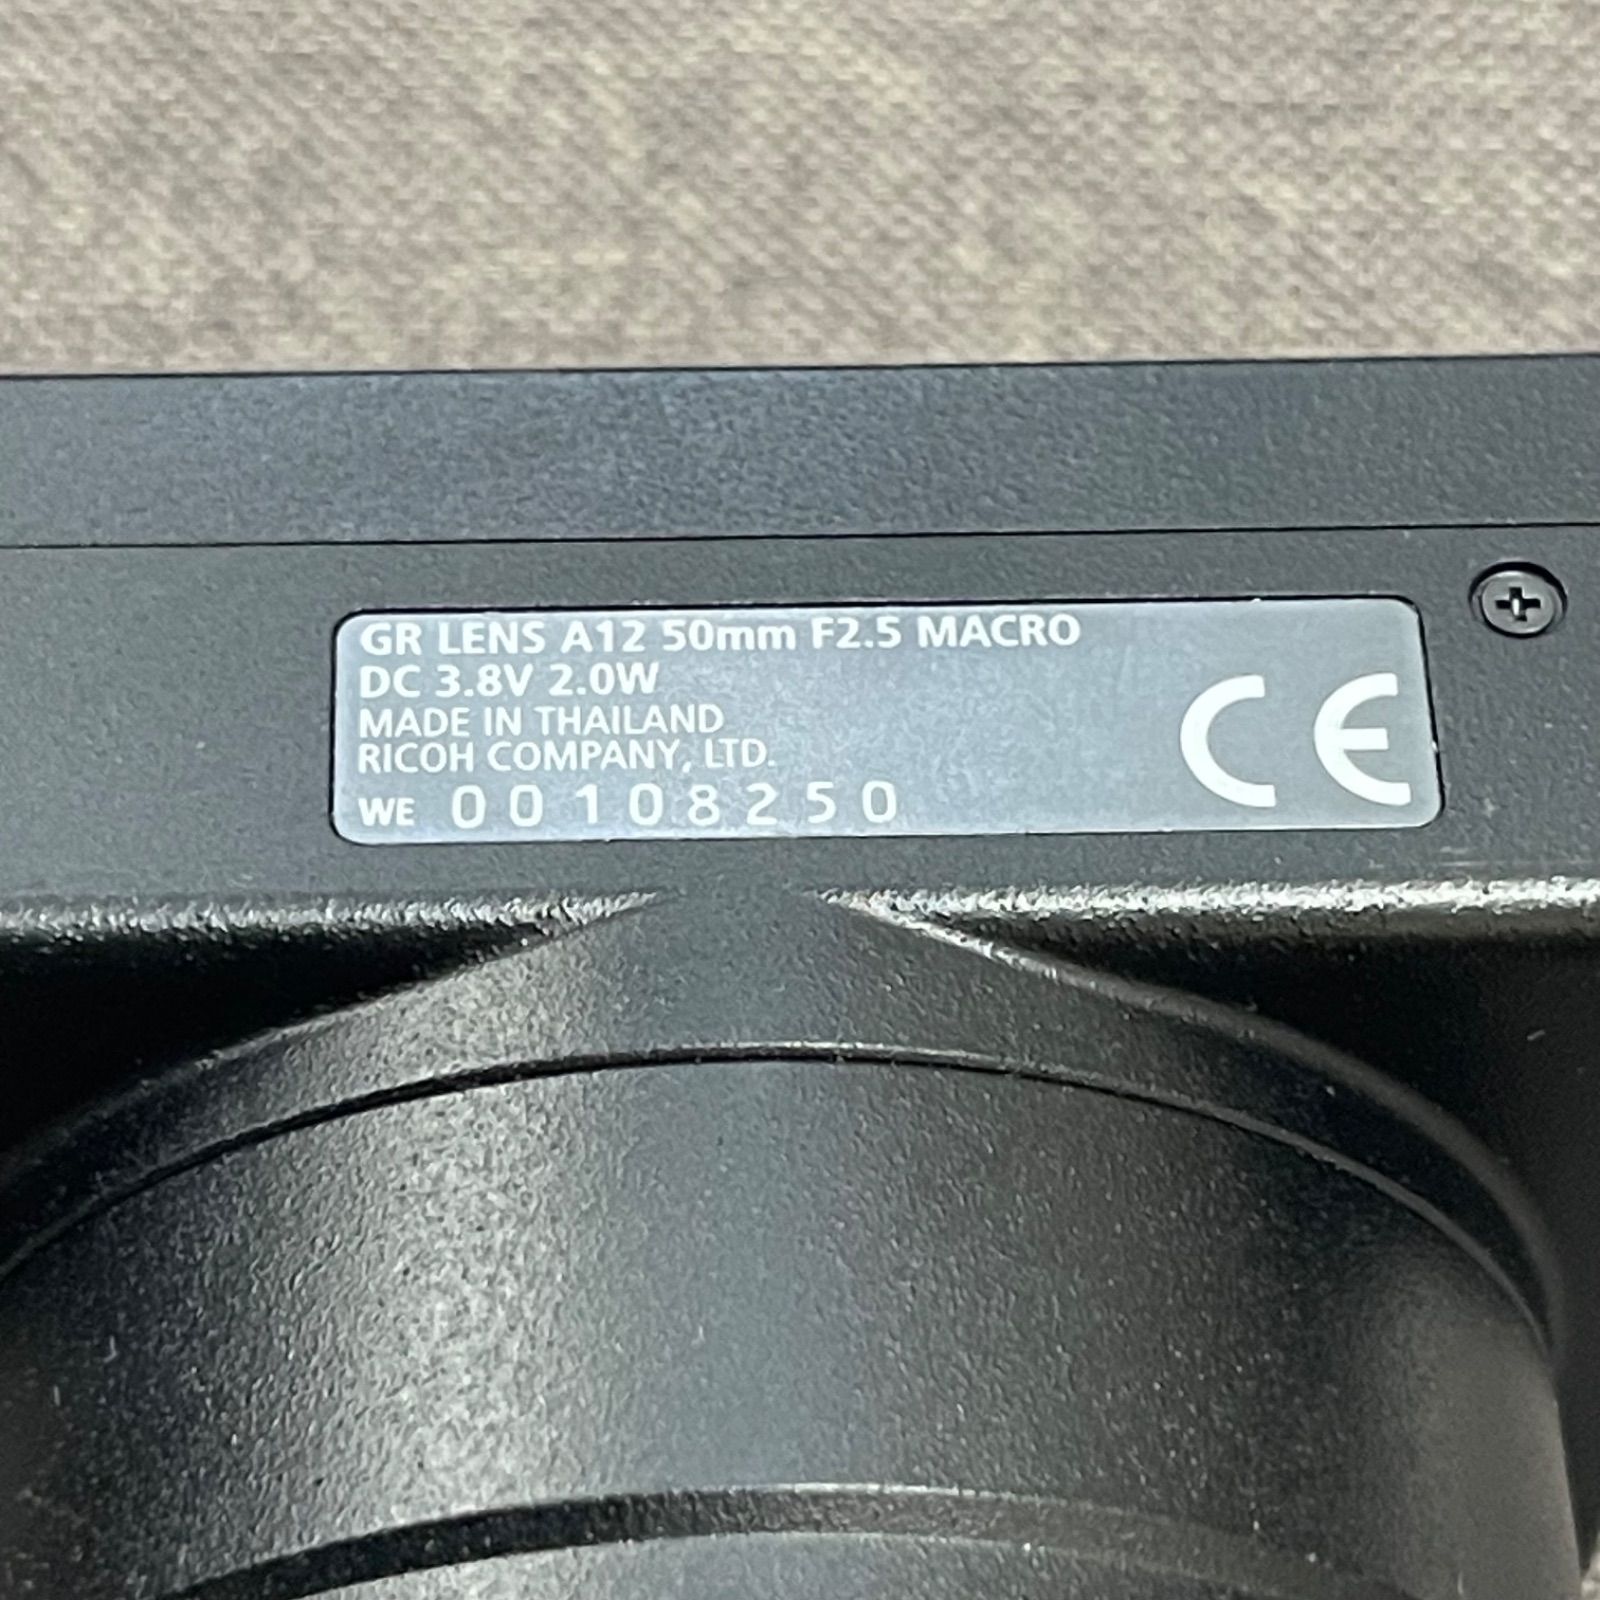 GR LENS A12 50mm F2.5 MACRO
DC 3.8V 2.0W
MADE IN THAILAND
RICOH COMPANY, LTD.
WE 00108250
CE